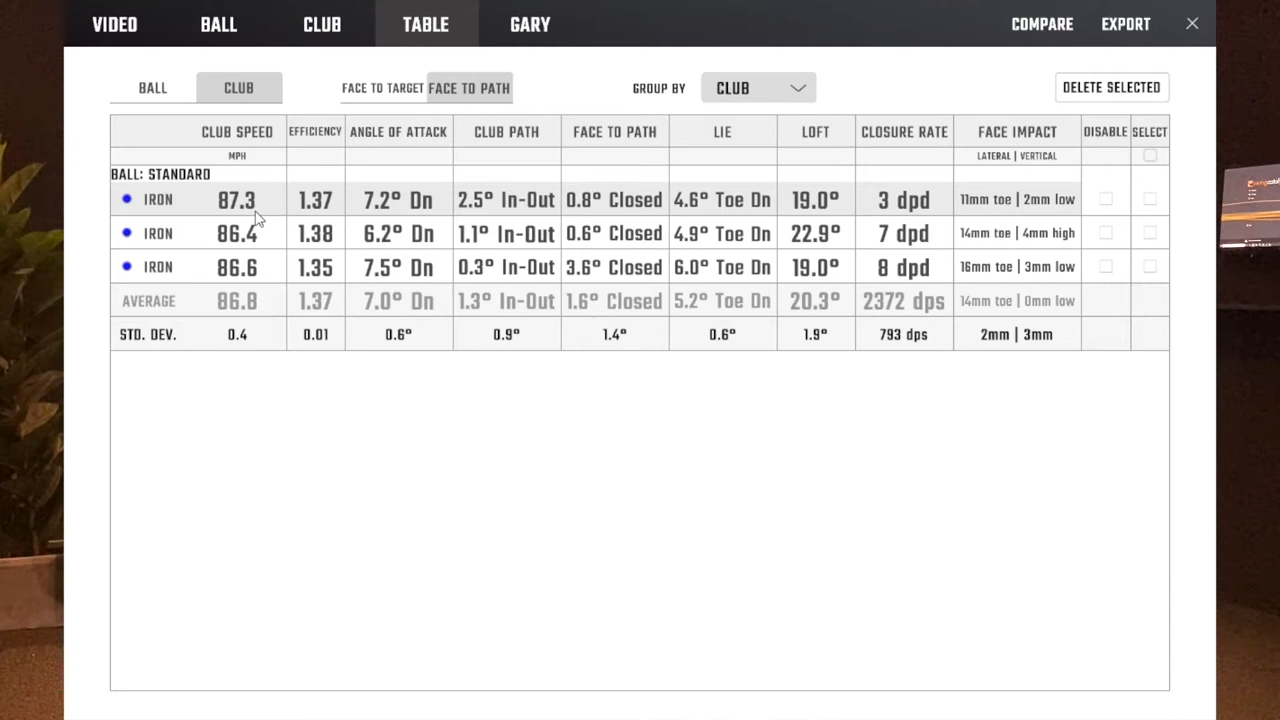 VIDEO BALL CLUB TABLE GARY COMPARE EXPORT
BALL CLUB FACE TO TARGET FACE TO PATH GROUP BY CLUB DELETE SELECTED
CLUB SPEED EFFICIENCY ANGLE OF ATTACK CLUB PATH FACE TO PATH LIE LOFT CLOSURE RATE FACE IMPACT DISABLE SELECT
MPH LATERAL | VERTICAL
BALL: STANDARD
IRON 87.3 1.37 7.2° Dn 2.5° In-Out 0.8° Closed 4.6° Toe Dn 19.0° 3 dpd 11mm toe | 2mm low
IRON 86.4 1.38 6.2° Dn 1.1° In-Out 0.6° Closed 4.9° Toe Dn 22.9° 7 dpd 14mm toe | 4mm high
IRON 86.6 1.35 7.5° Dn 0.3° In-Out 3.6° Closed 6.0° Toe Dn 19.0° 8 dpd 16mm toe | 3mm low
AVERAGE 86.8 1.37 7.0° Dn 1.3° In-Out 1.6° Closed 5.2° Toe Dn 20.3° 2372 dps 14mm toe | 0mm low
STD. DEV. 0.4 0.01 0.6° 0.9° 1.4° 0.6° 1.9° 793 dps 2mm | 3mm